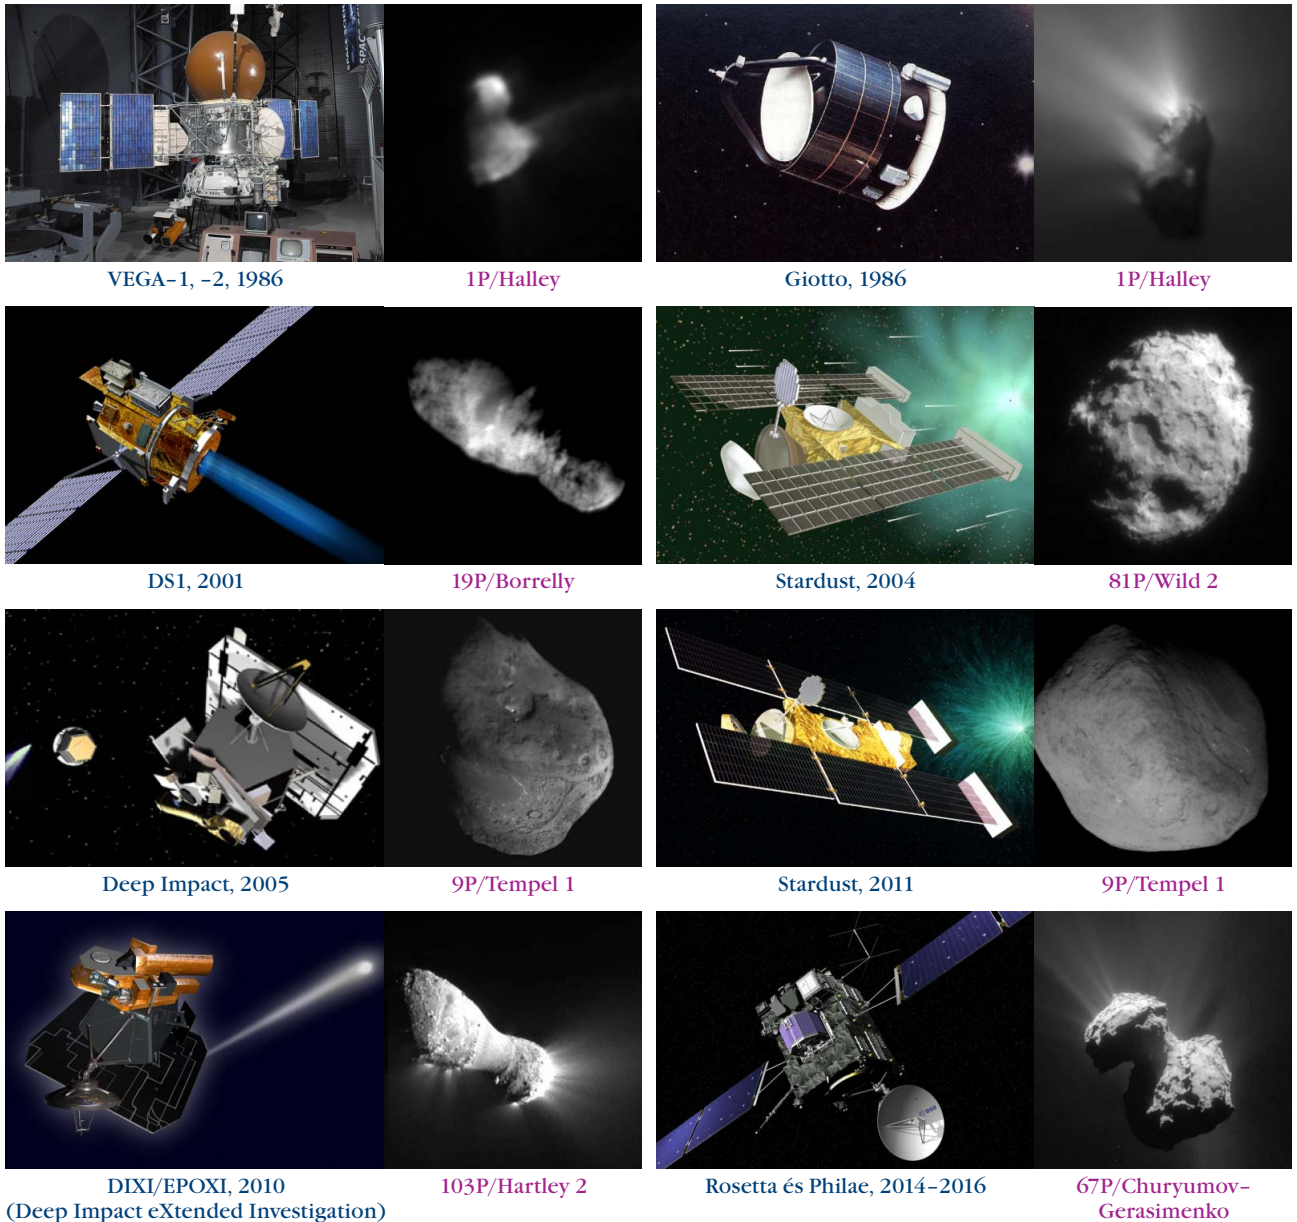 SPACE
VEGA–1, –2, 1986
1P/Halley
Giotto, 1986
1P/Halley
DS1, 2001
19P/Borrelly
Stardust, 2004
81P/Wild 2
Deep Impact, 2005
9P/Tempel 1
Stardust, 2011
9P/Tempel 1
esa
DIXI/EPOXI, 2010
(Deep Impact eXtended Investigation)
103P/Hartley 2
Rosetta és Philae, 2014–2016
67P/Churyumov–
Gerasimenko